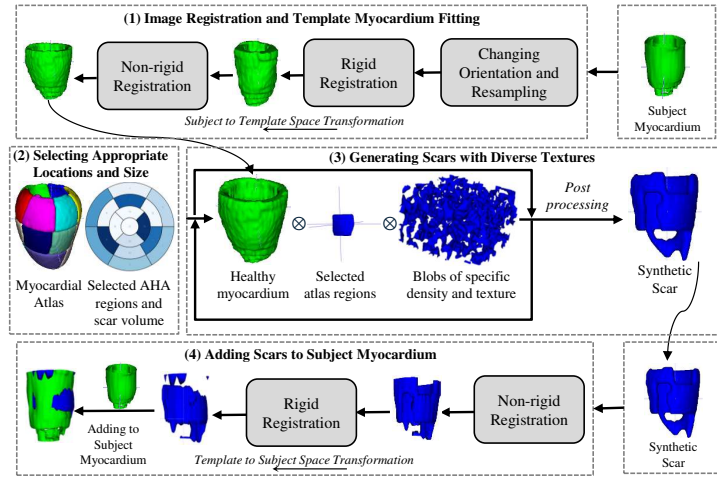 (1) Image Registration and Template Myocardium Fitting
Non-rigid
Registration
Rigid
Registration
Changing
Orientation and
Resampling
Subject
Myocardium
Subject to Template Space Transformation
(2) Selecting Appropriate
Locations and Size
Myocardial
Atlas
Selected AHA
regions and
scar volume
(3) Generating Scars with Diverse Textures
Healthy
myocardium
Selected
atlas regions
Blobs of specific
density and texture
Post
processing
Synthetic
Scar
(4) Adding Scars to Subject Myocardium
Adding to
Subject
Myocardium
Rigid
Registration
Non-rigid
Registration
Synthetic
Scar
Template to Subject Space Transformation